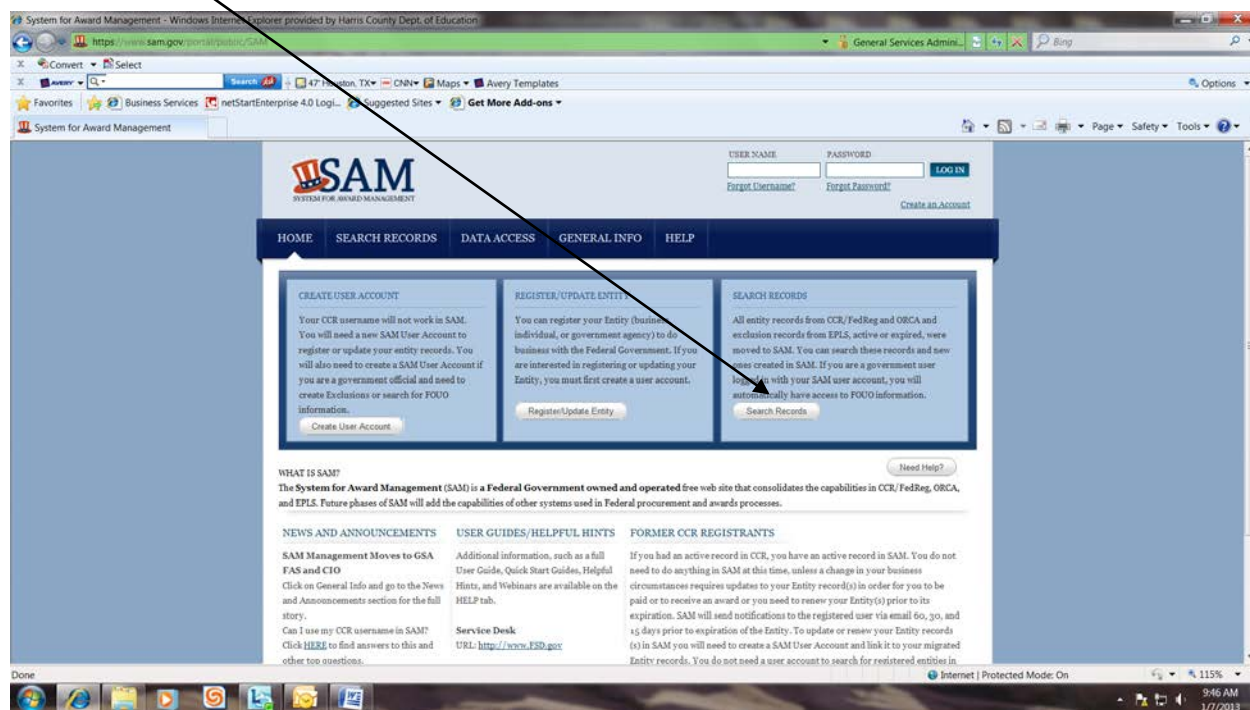 System for Award Management - Windows Internet Explorer provided by Harris County Dept. of Education
https://www.sam.gov/portal/public/SAM/
General Services Admini...
Bing
x Convert Select
x AVERY Search 47° Houston, TX CNN Maps Avery Templates
Options
Favorites Business Services netStartEnterprise 4.0 Logi... Suggested Sites Get More Add-ons
System for Award Management
Page Safety Tools
SAM
SYSTEM FOR AWARD MANAGEMENT
USER NAME PASSWORD
LOG IN
Forgot Username? Forgot Password?
Create an Account
HOME SEARCH RECORDS DATA ACCESS GENERAL INFO HELP
CREATE USER ACCOUNT
Your CCR username will not work in SAM.
You will need a new SAM User Account to
register or update your entity records. You
will also need to create a SAM User Account if
you are a government official and need to
create Exclusions or search for FOUO
information.
Create User Account
REGISTER/UPDATE ENTITY
You can register your Entity (business,
individual, or government agency) to do
business with the Federal Government. If you
are interested in registering or updating your
Entity, you must first create a user account.
Register/Update Entity
SEARCH RECORDS
All entity records from CCR/FedReg and ORCA and
exclusion records from EPLS, active or expired, were
moved to SAM. You can search these records and new
ones created in SAM. If you are a government user
logged in with your SAM user account, you will
automatically have access to FOUO information.
Search Records
Need Help?
WHAT IS SAM?
The System for Award Management (SAM) is a Federal Government owned and operated free web site that consolidates the capabilities in CCR/FedReg, ORCA,
and EPLS. Future phases of SAM will add the capabilities of other systems used in Federal procurement and awards processes.
NEWS AND ANNOUNCEMENTS
SAM Management Moves to GSA
FAS and CIO
Click on General Info and go to the News
and Announcements section for the full
story.
Can I use my CCR username in SAM?
Click HERE to find answers to this and
other top questions.
USER GUIDES/HELPFUL HINTS
Additional information, such as a full
User Guide, Quick Start Guides, Helpful
Hints, and Webinars are available on the
HELP tab.
Service Desk
URL: http://www.FSD.gov
FORMER CCR REGISTRANTS
If you had an active record in CCR, you have an active record in SAM. You do not
need to do anything in SAM at this time, unless a change in your business
circumstances requires updates to your Entity record(s) in order for you to be
paid or to receive an award or you need to renew your Entity(s) prior to its
expiration. SAM will send notifications to the registered user via email 60, 30, and
15 days prior to expiration of the Entity. To update or renew your Entity records
(s) in SAM you will need to create a SAM User Account and link it to your migrated
Entity records. You do not need a user account to search for registered entities in
Done
Internet | Protected Mode: On
115%
9:46 AM
1/7/2013